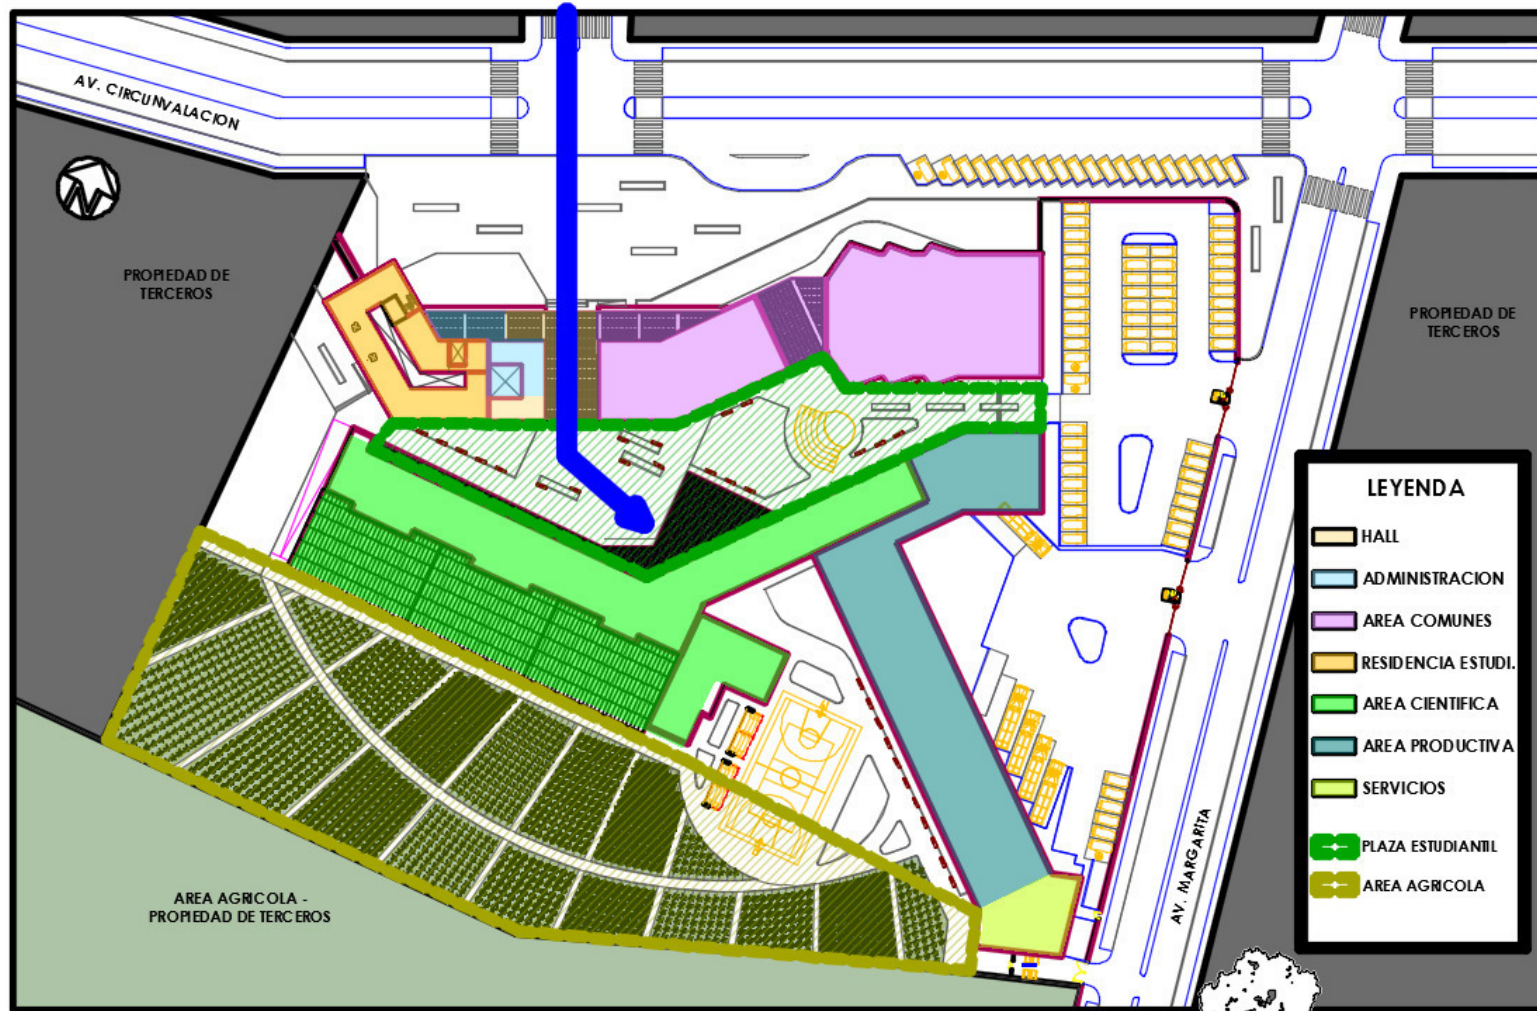 AV. CIRCUNVALACION
N
PROPIEDAD DE
TERCEROS
PROPIEDAD DE
TERCEROS
LEYENDA
HALL
ADMINISTRACION
AREA COMUNES
RESIDENCIA ESTUDI.
AREA CIENTIFICA
AREA PRODUCTIVA
SERVICIOS
PLAZA ESTUDIANTIL
AREA AGRICOLA
AV. MARGARITA
AREA AGRICOLA -
PROPIEDAD DE TERCEROS